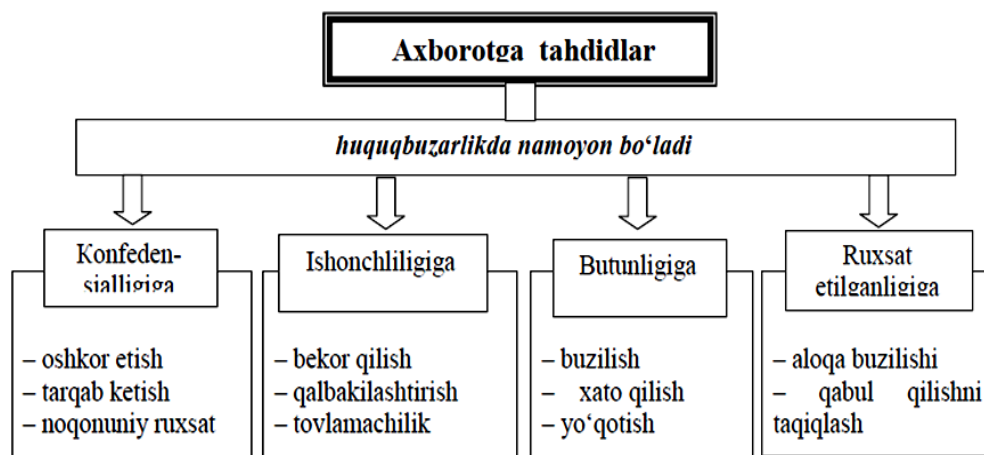 Axborotga tahdidlar
huquqbuzarlikda namoyon bo‘ladi
Konfeden-
sialligiga
– oshkor etish
– tarqab ketish
– noqonuniy ruxsat
Ishonchliligiga
– bekor qilish
– qalbakilashtirish
– tovlamachilik
Butunligiga
– buzilish
– xato qilish
– yo‘qotish
Ruxsat
etilganligiga
– aloqa buzilishi
– qabul qilishni
taqiqlash